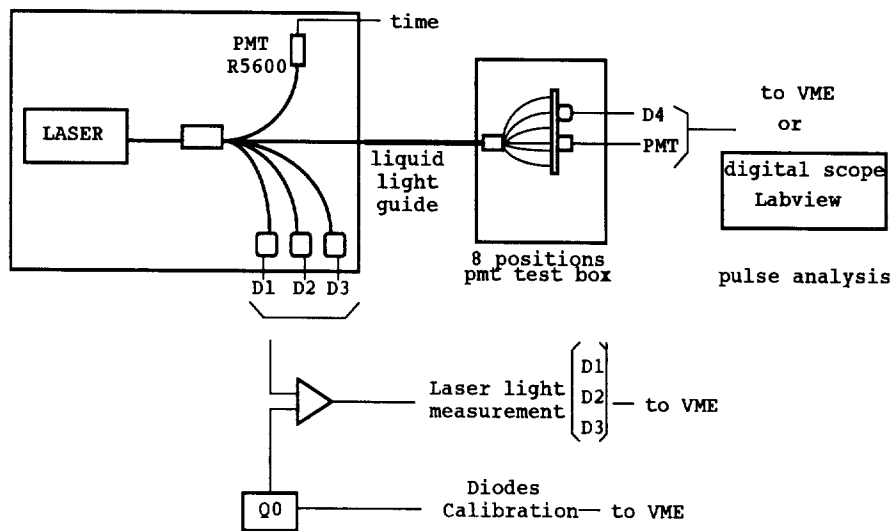 time
PMT
R5600
LASER
liquid
light
guide
D1 D2 D3
D4
PMT
8 positions
pmt test box
to VME
or
digital scope
Labview
pulse analysis
Laser light
measurement
D1
D2
D3
to VME
Q0
Diodes
Calibration
to VME